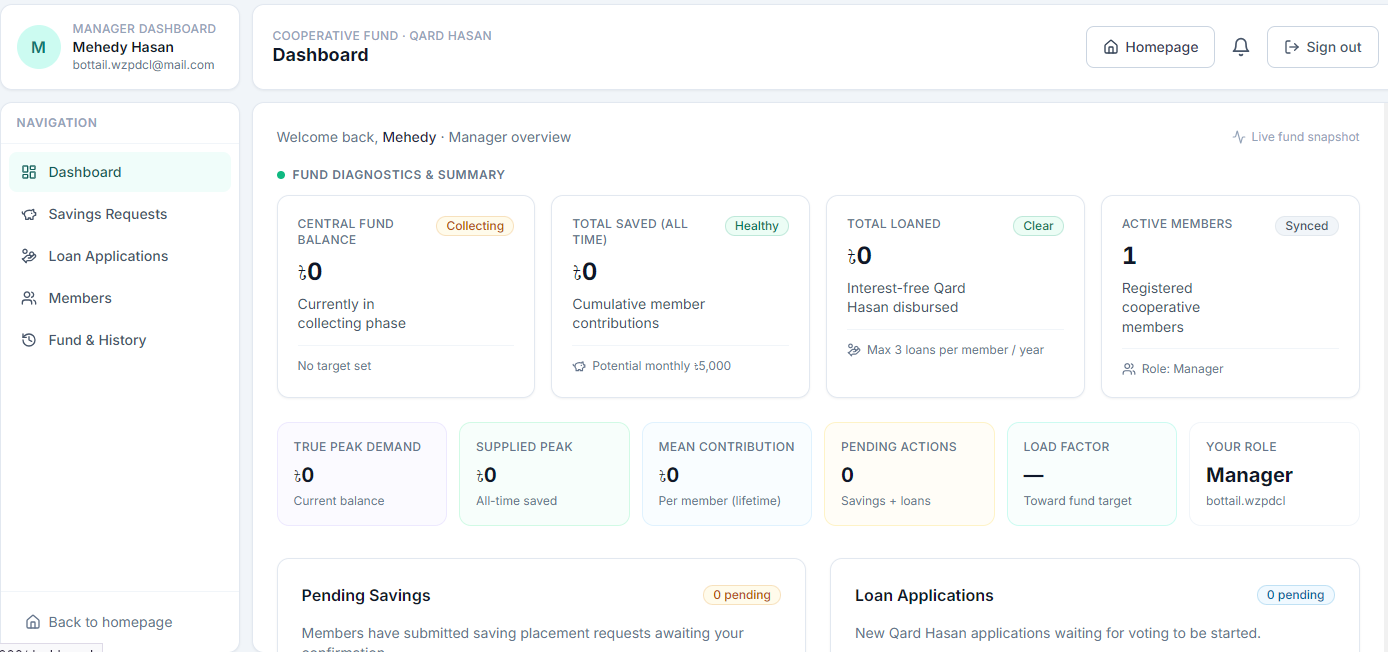 M
MANAGER DASHBOARD
Mehedy Hasan
bottail.wzpdcl@mail.com
COOPERATIVE FUND · QARD HASAN
Dashboard
Homepage
Sign out
NAVIGATION
Dashboard
Savings Requests
Loan Applications
Members
Fund & History
Back to homepage
Welcome back, Mehedy · Manager overview
Live fund snapshot
FUND DIAGNOSTICS & SUMMARY
CENTRAL FUND
BALANCE
Collecting
৳0
Currently in
collecting phase
No target set
TOTAL SAVED (ALL
TIME)
Healthy
৳0
Cumulative member
contributions
Potential monthly ৳5,000
TOTAL LOANED
Clear
৳0
Interest-free Qard
Hasan disbursed
Max 3 loans per member / year
ACTIVE MEMBERS
Synced
1
Registered
cooperative
members
Role: Manager
TRUE PEAK DEMAND
৳0
Current balance
SUPPLIED PEAK
৳0
All-time saved
MEAN CONTRIBUTION
৳0
Per member (lifetime)
PENDING ACTIONS
0
Savings + loans
LOAD FACTOR
—
Toward fund target
YOUR ROLE
Manager
bottail.wzpdcl
Pending Savings
0 pending
Members have submitted saving placement requests awaiting your
confirmation.
Loan Applications
0 pending
New Qard Hasan applications waiting for voting to be started.